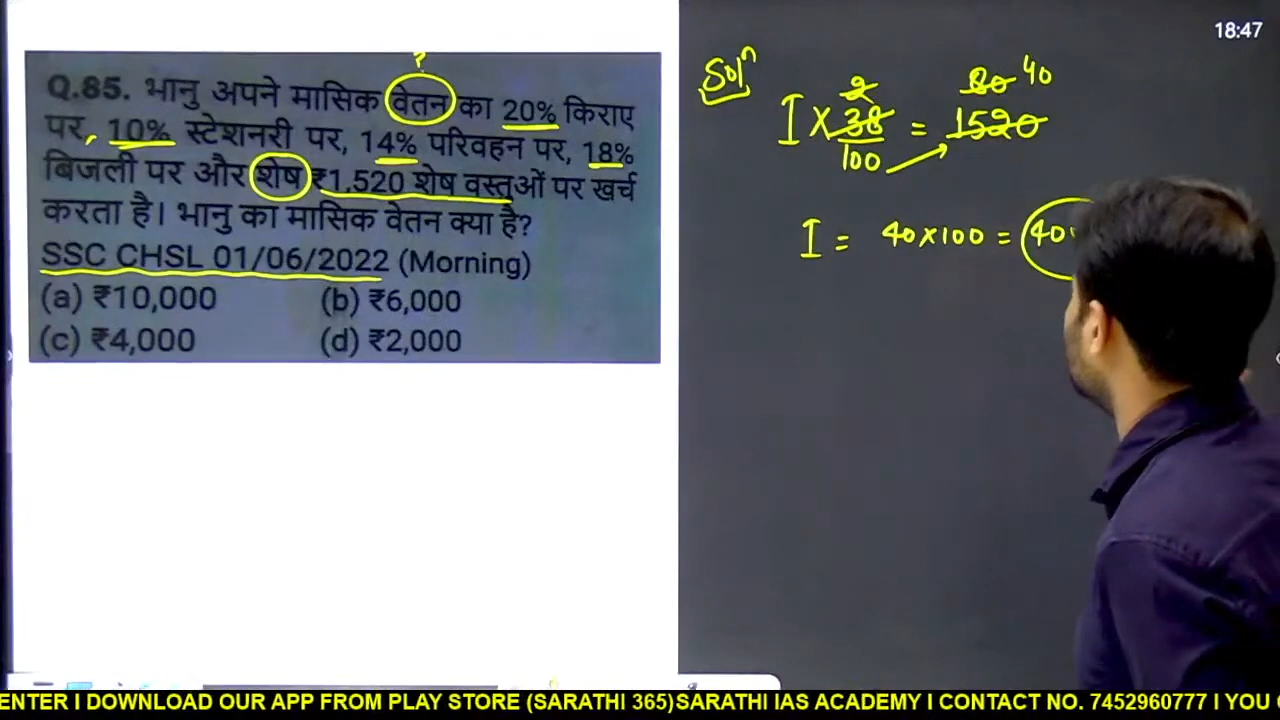 18:47
Q.85. भानु अपने मासिक वेतन का 20% किराए
पर, 10% स्टेशनरी पर, 14% परिवहन पर, 18%
बिजली पर और शेष ₹1,520 शेष वस्तुओं पर खर्च
करता है। भानु का मासिक वेतन क्या है?
SSC CHSL 01/06/2022 (Morning)
(a) ₹10,000 (b) ₹6,000
(c) ₹4,000 (d) ₹2,000
?
Solⁿ
2 80 40
I × 38 = 1520
100
I = 40×100 = 40
ENTER I DOWNLOAD OUR APP FROM PLAY STORE (SARATHI 365)SARATHI IAS ACADEMY I CONTACT NO. 7452960777 I YOU